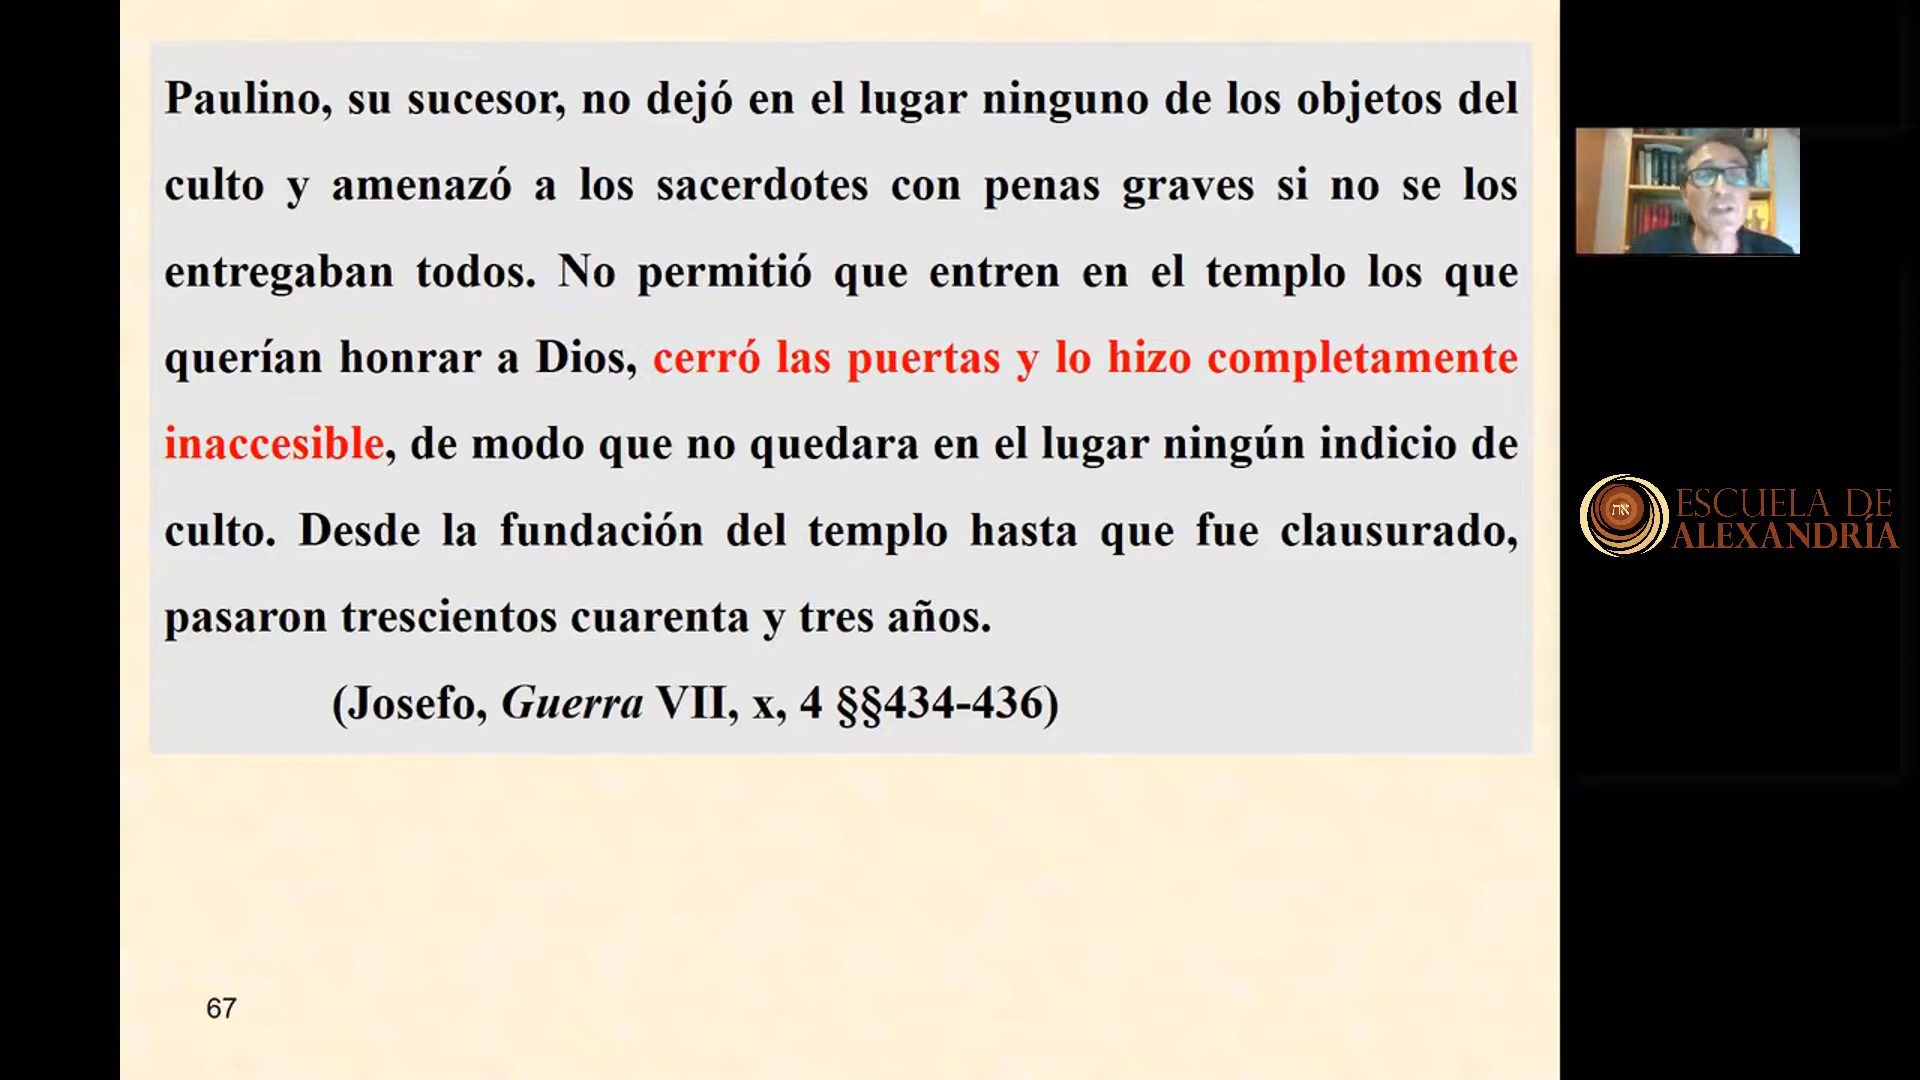 Paulino, su sucesor, no dejó en el lugar ninguno de los objetos del
culto y amenazó a los sacerdotes con penas graves si no se los
entregaban todos. No permitió que entren en el templo los que
querían honrar a Dios, cerró las puertas y lo hizo completamente
inaccesible, de modo que no quedara en el lugar ningún indicio de
culto. Desde la fundación del templo hasta que fue clausurado,
pasaron trescientos cuarenta y tres años.
(Josefo, Guerra VII, x, 4 §§434-436)
67
את
ESCUELA DE
ALEXANDRÍA